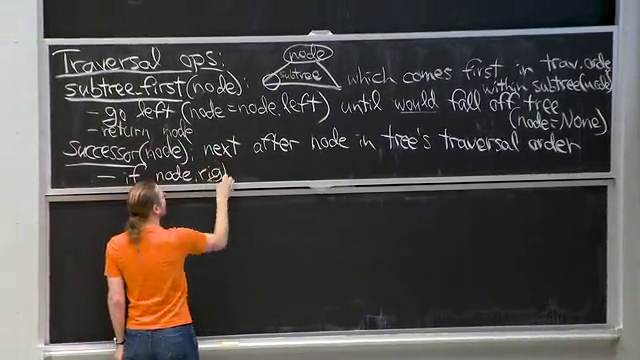 Traversal ops:
node
subtree
subtree.first(node):
which comes first in trav. order
within subtree(node)
- go left (node=node.left) until would fall off tree
(node=None)
- return node
successor(node): next after node in tree's traversal order
- if node.rig